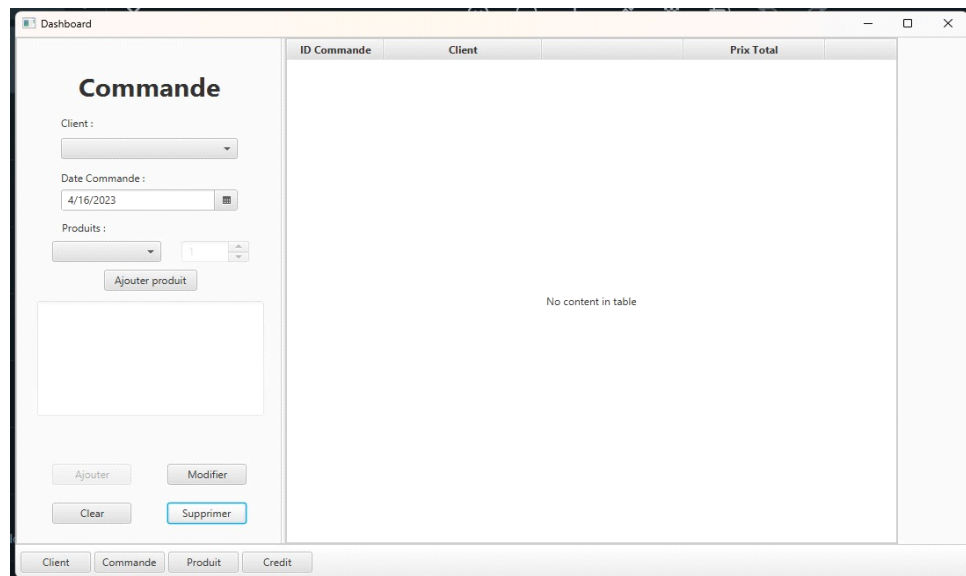 Dashboard
ID Commande Client Prix Total
Commande
Client :
Date Commande :
4/16/2023
Produits :
1
Ajouter produit
No content in table
Ajouter Modifier
Clear Supprimer
Client Commande Produit Credit